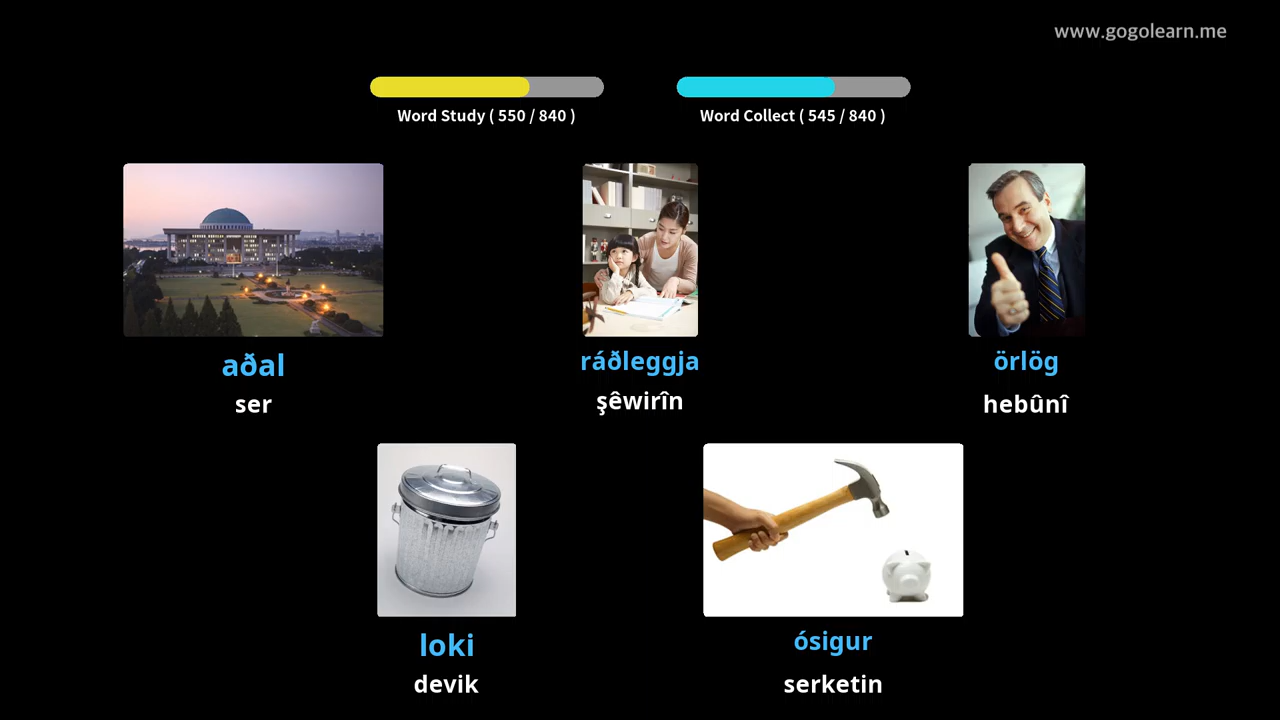 www.gogolearn.me
Word Study ( 550 / 840 )
Word Collect ( 545 / 840 )
aðal
ser
ráðleggja
şêwirîn
örlög
hebûnî
loki
devik
ósigur
serketin